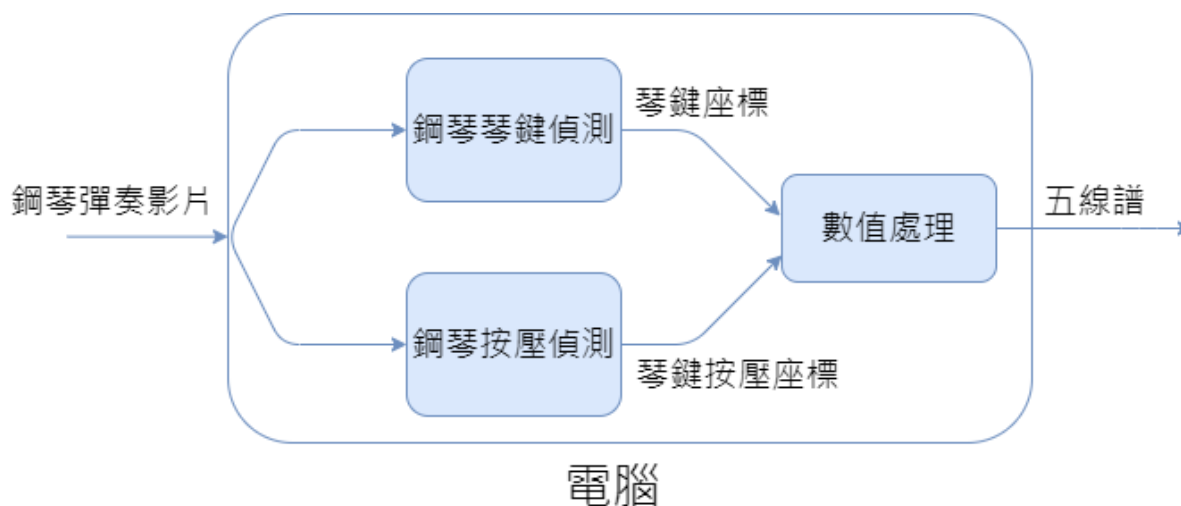 鋼琴彈奏影片
鋼琴琴鍵偵測
琴鍵座標
鋼琴按壓偵測
琴鍵按壓座標
數值處理
五線譜
電腦